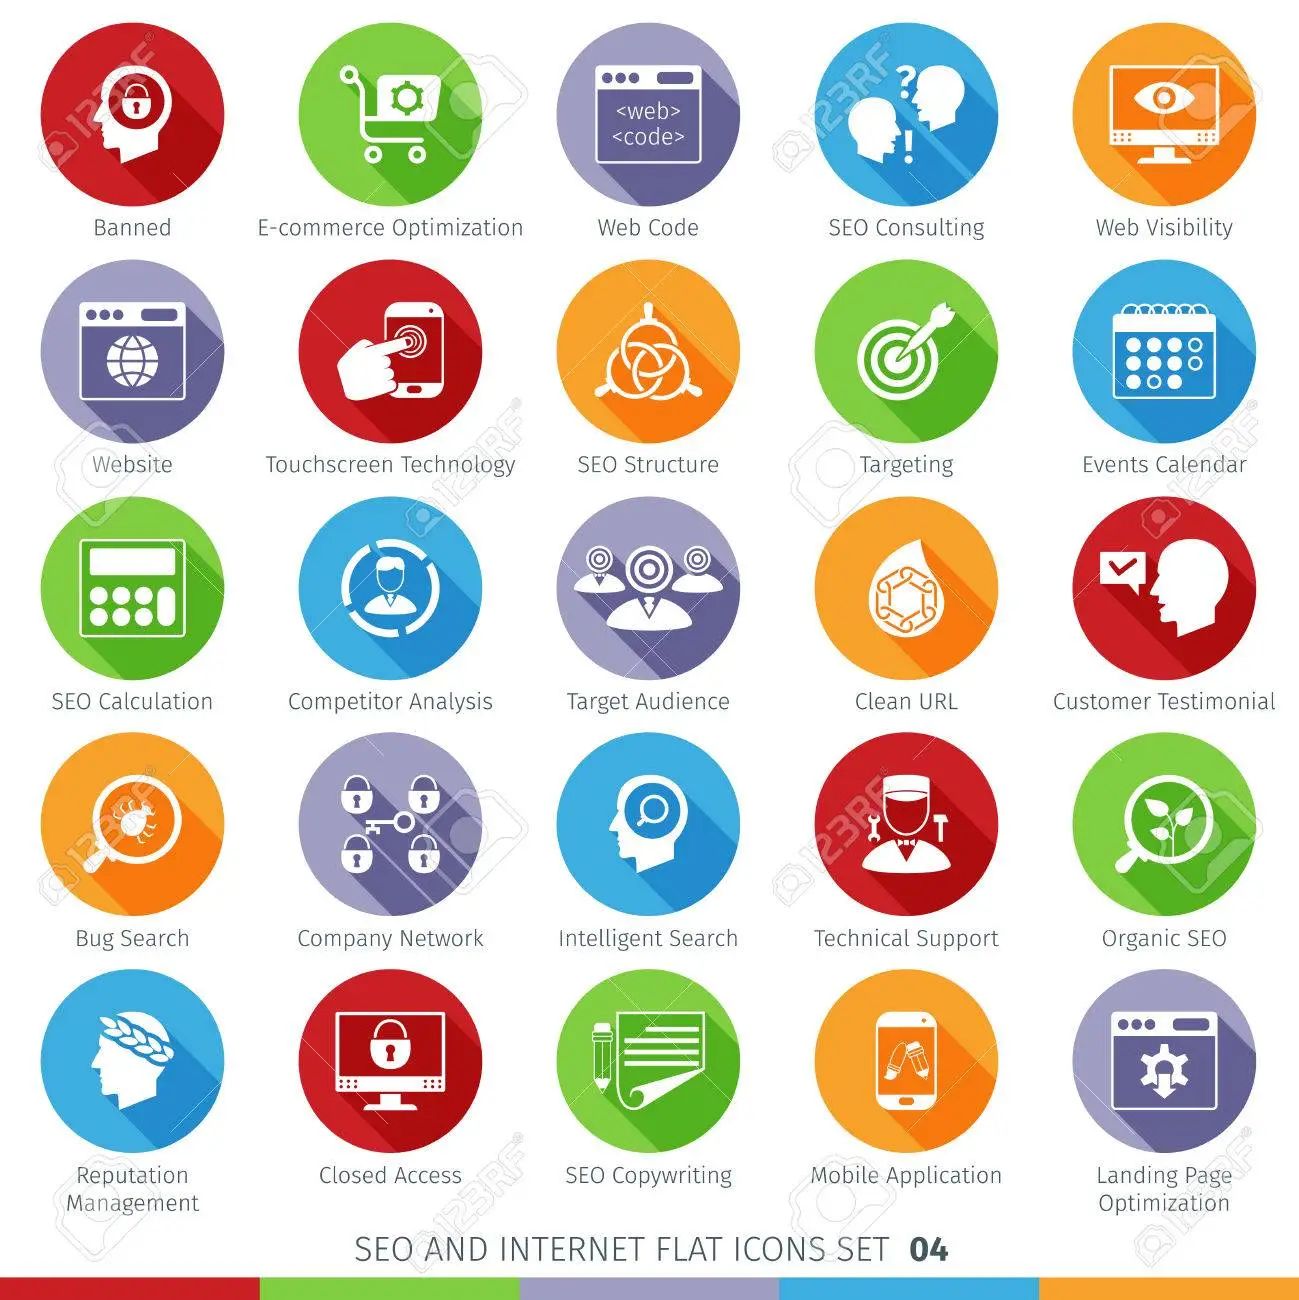 <web>
<code>
? !
Banned E-commerce Optimization Web Code SEO Consulting Web Visibility
Website Touchscreen Technology SEO Structure Targeting Events Calendar
SEO Calculation Competitor Analysis Target Audience Clean URL Customer Testimonial
Bug Search Company Network Intelligent Search Technical Support Organic SEO
Reputation Management
Closed Access SEO Copywriting Mobile Application
Landing Page Optimization
SEO AND INTERNET FLAT ICONS SET 04
123RF